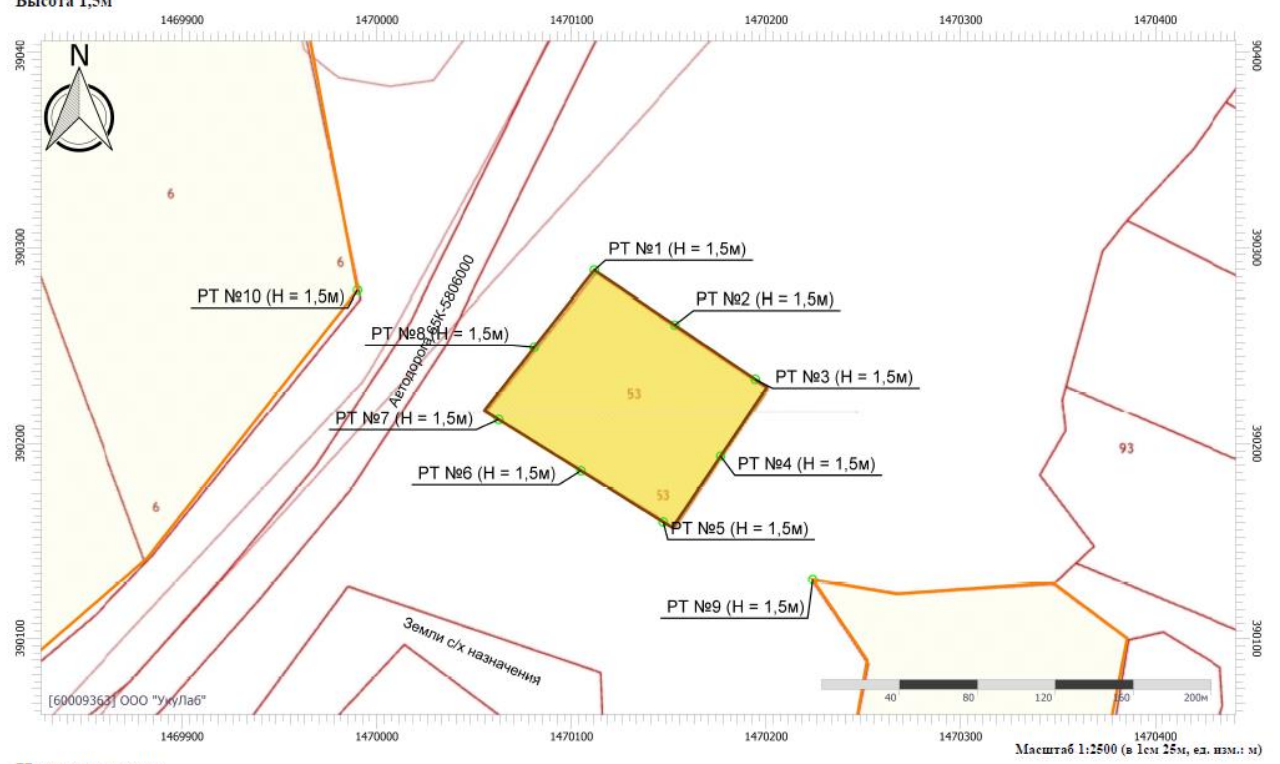 Высота 1,5м
1469900 1470000 1470100 1470200 1470300 1470400
39040 90400
N
6
РТ №1 (Н = 1,5м)
390300 6 390300
РТ №10 (Н = 1,5м)
РТ №2 (Н = 1,5м)
Автодорога 65К-5806000
РТ №8 (Н = 1,5м)
РТ №3 (Н = 1,5м)
53
РТ №7 (Н = 1,5м)
390200 93 390200
РТ №4 (Н = 1,5м)
РТ №6 (Н = 1,5м)
53
6
РТ №5 (Н = 1,5м)
РТ №9 (Н = 1,5м)
390100 390100
Земли с/х назначения
[60009363] ООО "УкуЛаб"
40 80 120 160 200м
1469900 1470000 1470100 1470200 1470300 1470400
Масштаб 1:2500 (в 1см 25м, ед. изм.: м)